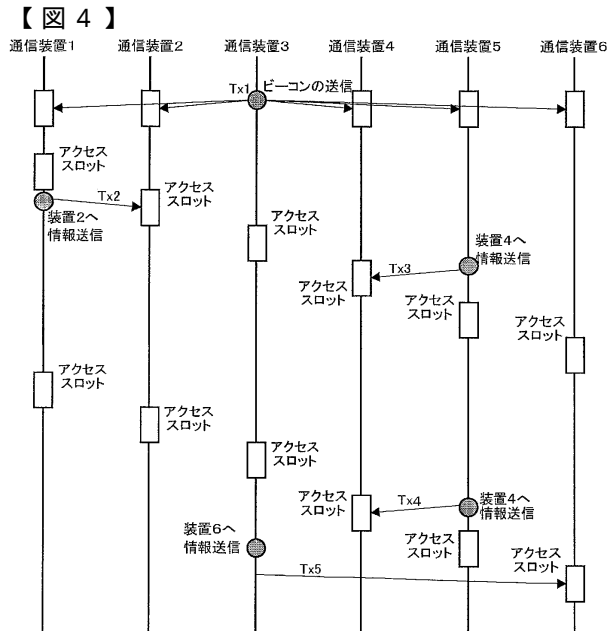 【図4】
通信装置1 通信装置2 通信装置3 通信装置4 通信装置5 通信装置6
Tx1 ビーコンの送信
アクセス
スロット
Tx2
アクセス
スロット
装置2へ
情報送信
アクセス
スロット
装置4へ
情報送信
Tx3
アクセス
スロット
アクセス
スロット
アクセス
スロット
アクセス
スロット
アクセス
スロット
アクセス
スロット
アクセス
スロット
Tx4
装置4へ
情報送信
装置6へ
情報送信
アクセス
スロット
アクセス
スロット
Tx5